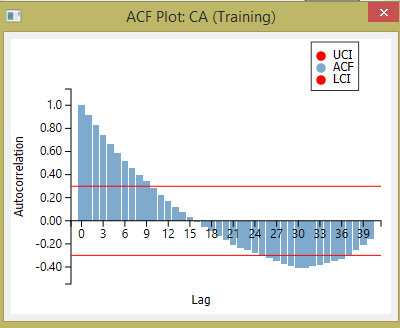 ACF Plot: CA (Training)
UCI
ACF
LCI
1.00
0.80
0.60
0.40
0.20
0.00
-0.20
-0.40
Autocorrelation
0 3 6 9 12 15 18 21 24 27 30 33 36 39
Lag